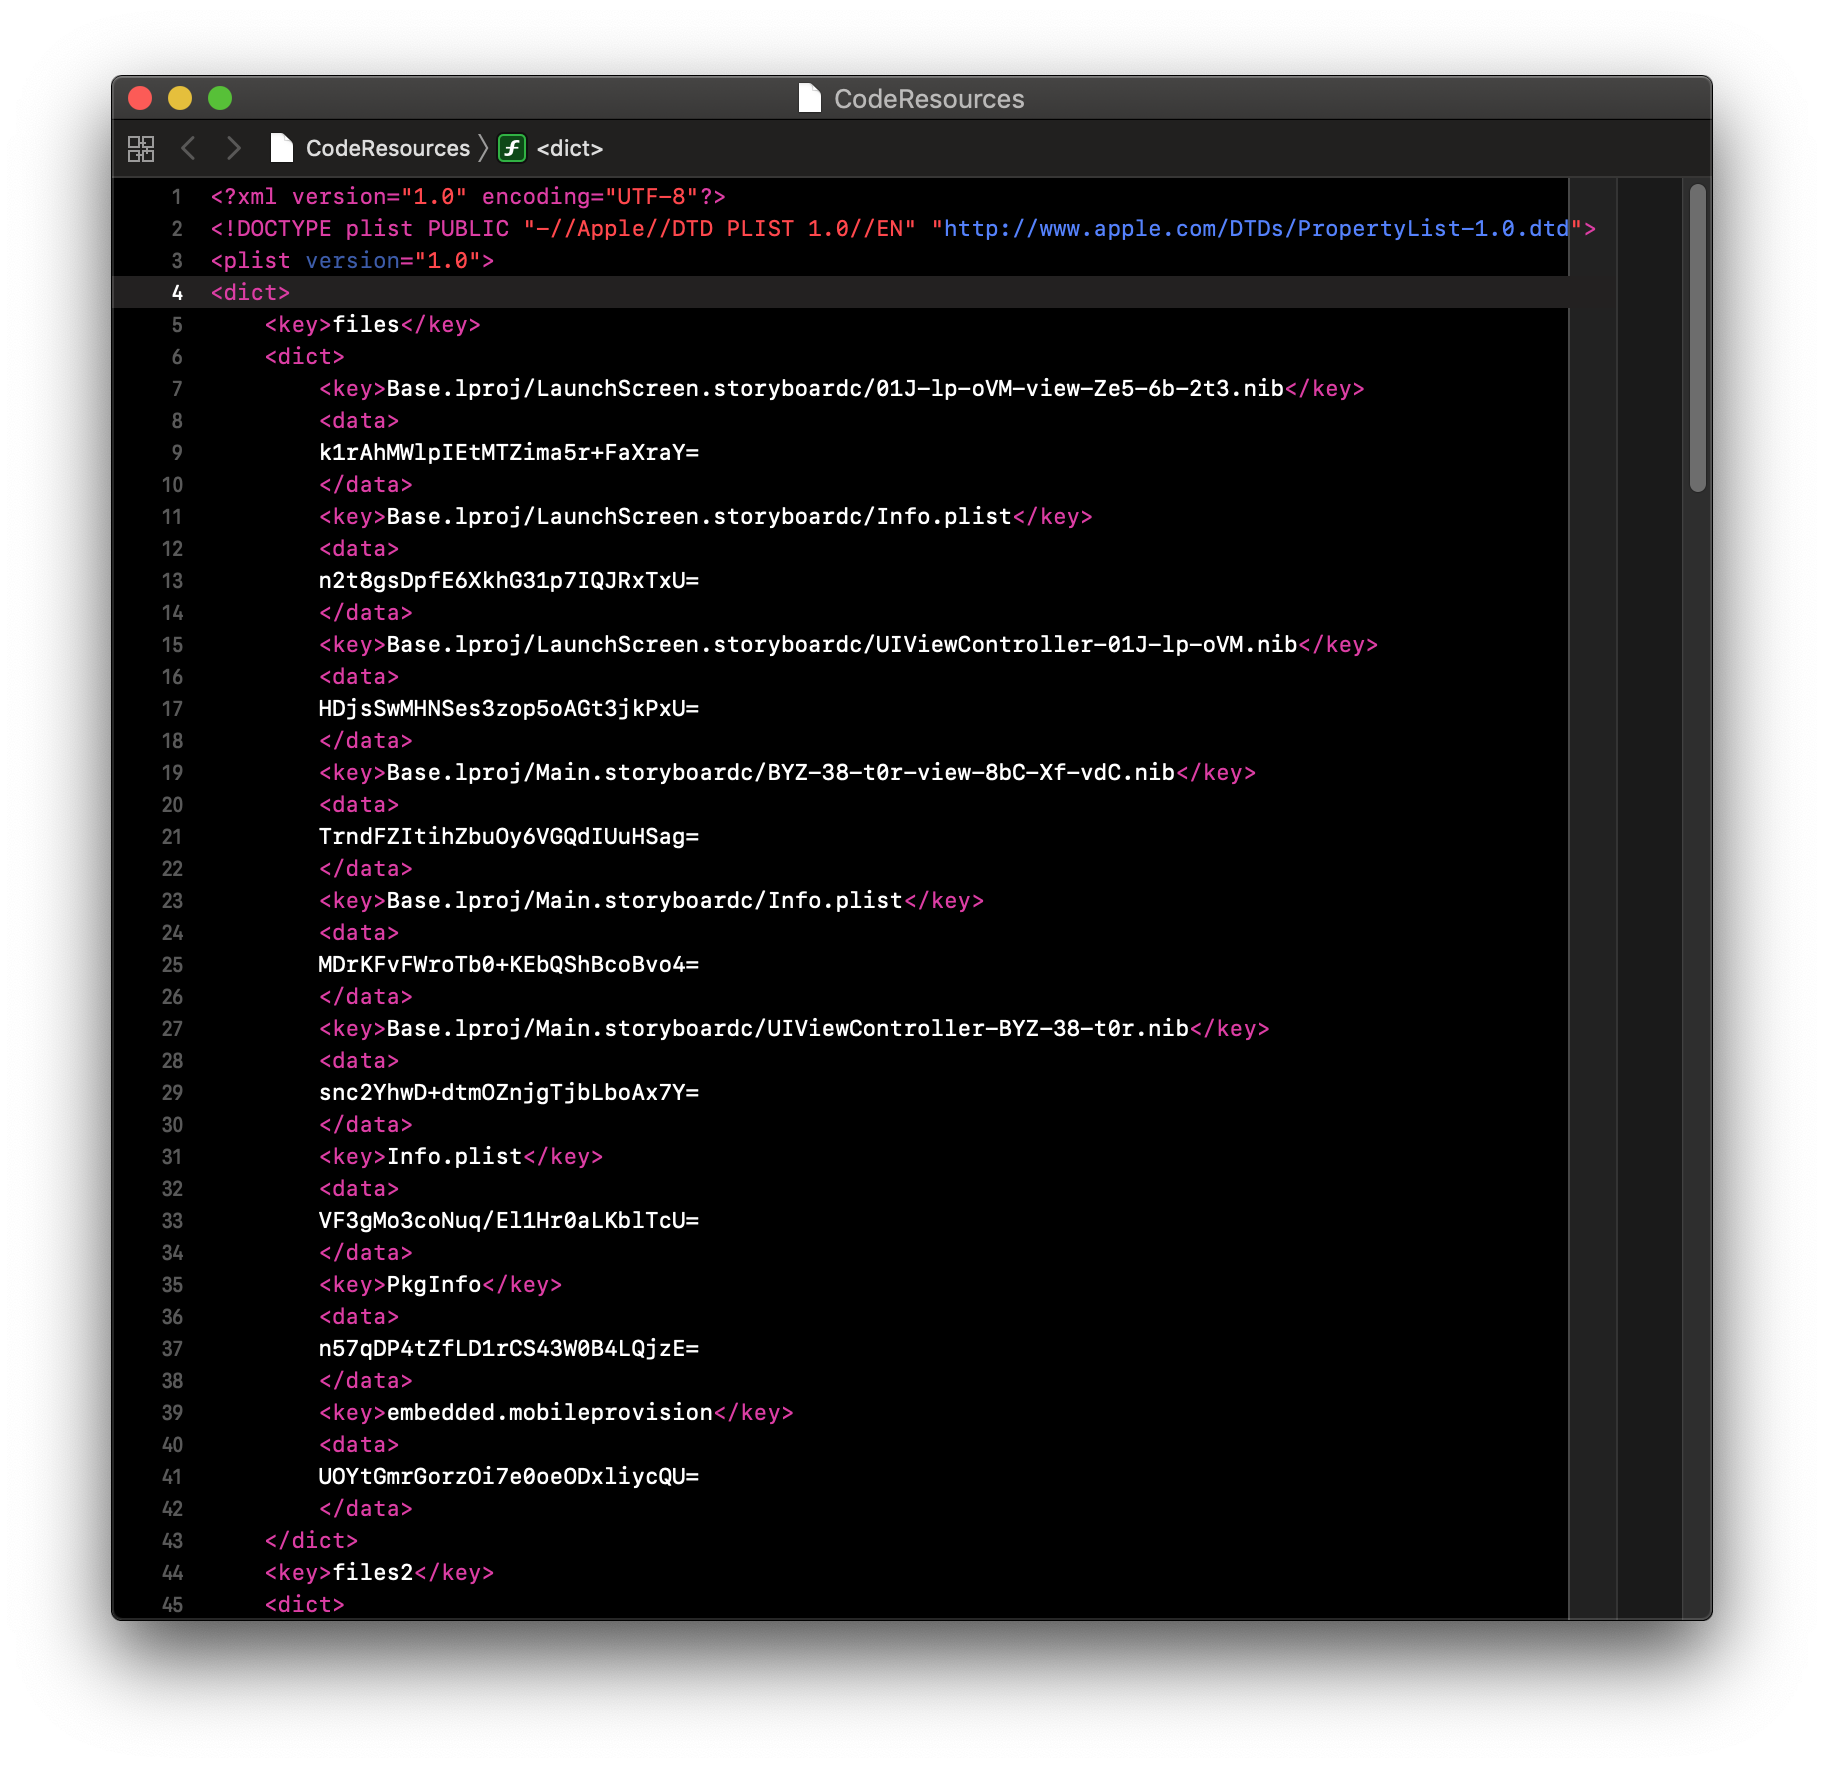 CodeResources
CodeResources 〉 <dict>
1 <?xml version="1.0" encoding="UTF-8"?>
2 <!DOCTYPE plist PUBLIC "-//Apple//DTD PLIST 1.0//EN" "http://www.apple.com/DTDs/PropertyList-1.0.dtd">
3 <plist version="1.0">
4 <dict>
5 <key>files</key>
6 <dict>
7 <key>Base.lproj/LaunchScreen.storyboardc/01J-lp-oVM-view-Ze5-6b-2t3.nib</key>
8 <data>
9 k1rAhMWlpIEtMTZima5r+FaXraY=
10 </data>
11 <key>Base.lproj/LaunchScreen.storyboardc/Info.plist</key>
12 <data>
13 n2t8gsDpfE6XkhG31p7IQJRxTxU=
14 </data>
15 <key>Base.lproj/LaunchScreen.storyboardc/UIViewController-01J-lp-oVM.nib</key>
16 <data>
17 HDjsSwMHNSes3zop5oAGt3jkPxU=
18 </data>
19 <key>Base.lproj/Main.storyboardc/BYZ-38-t0r-view-8bC-Xf-vdC.nib</key>
20 <data>
21 TrndFZItihZbuOy6VGQdIUuHSag=
22 </data>
23 <key>Base.lproj/Main.storyboardc/Info.plist</key>
24 <data>
25 MDrKFvFWroTb0+KEbQShBcoBvo4=
26 </data>
27 <key>Base.lproj/Main.storyboardc/UIViewController-BYZ-38-t0r.nib</key>
28 <data>
29 snc2YhwD+dtmOZnjgTjbLboAx7Y=
30 </data>
31 <key>Info.plist</key>
32 <data>
33 VF3gMo3coNuq/El1Hr0aLKblTcU=
34 </data>
35 <key>PkgInfo</key>
36 <data>
37 n57qDP4tZfLD1rCS43W0B4LQjzE=
38 </data>
39 <key>embedded.mobileprovision</key>
40 <data>
41 UOYtGmrGorzOi7e0oeODxliycQU=
42 </data>
43 </dict>
44 <key>files2</key>
45 <dict>